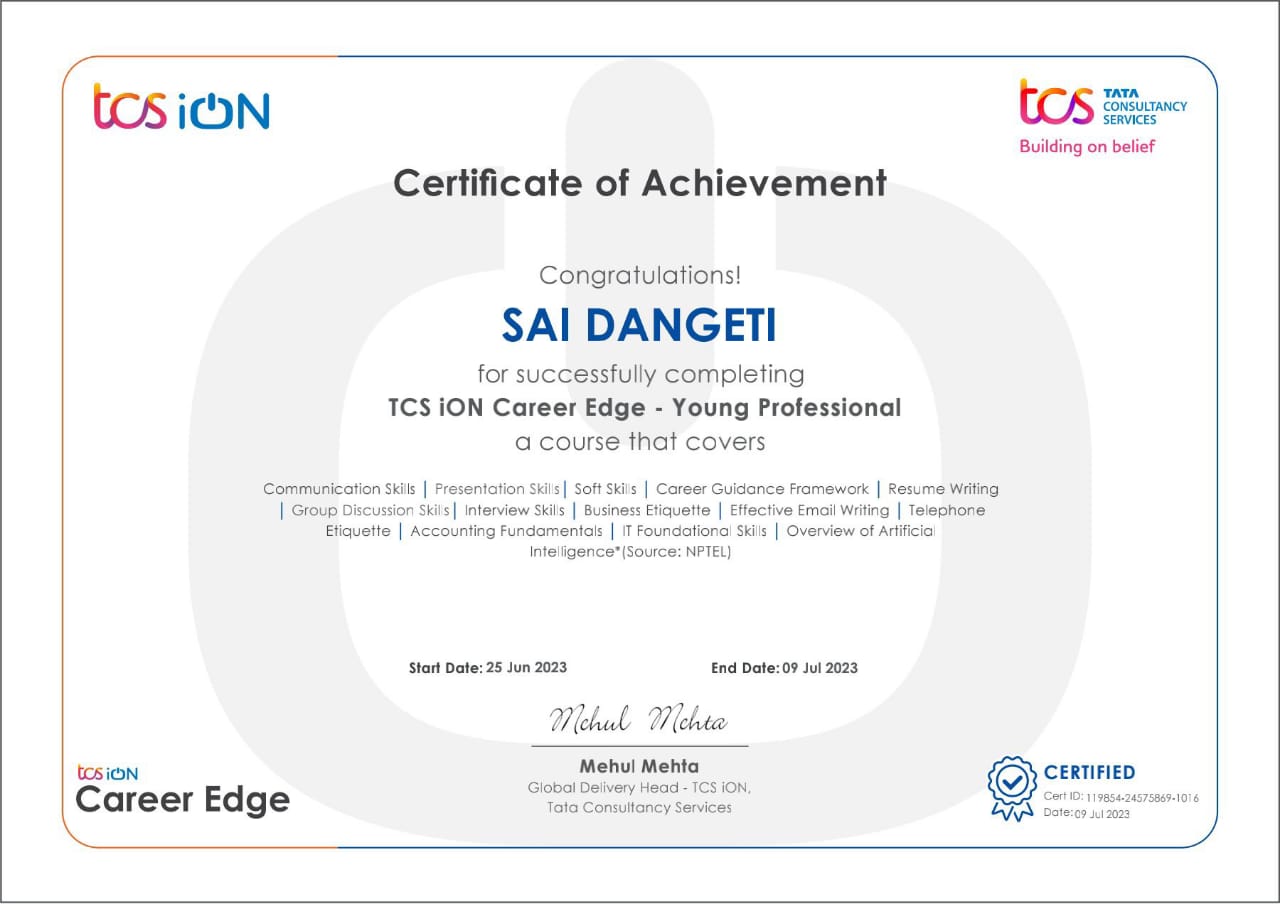 tcs iON
tcs TATA
CONSULTANCY
SERVICES
Building on belief
Certificate of Achievement
Congratulations!
SAI DANGETI
for successfully completing
TCS iON Career Edge - Young Professional
a course that covers
Communication Skills | Presentation Skills | Soft Skills | Career Guidance Framework | Resume Writing
| Group Discussion Skills | Interview Skills | Business Etiquette | Effective Email Writing | Telephone
Etiquette | Accounting Fundamentals | IT Foundational Skills | Overview of Artificial
Intelligence*(Source: NPTEL)
Start Date: 25 Jun 2023 End Date: 09 Jul 2023
Mehul Mehta
Mehul Mehta
Global Delivery Head - TCS iON,
Tata Consultancy Services
tcs iON
Career Edge
CERTIFIED
Cert ID: 119854-24575869-1016
Date: 09 Jul 2023